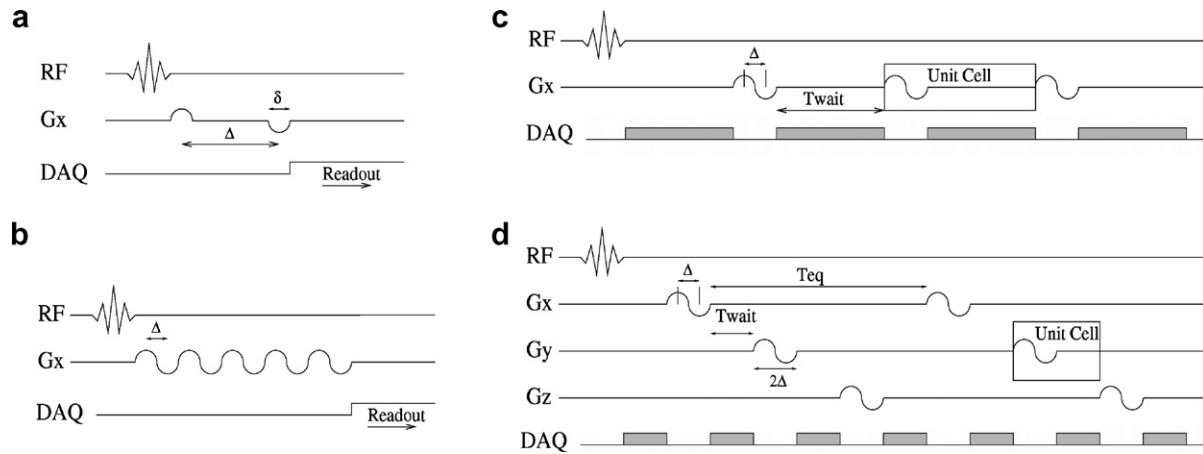 a
RF
Gx
δ
Δ
DAQ
Readout
b
RF
Δ
Gx
DAQ
Readout
c
RF
Δ
Gx
Unit Cell
Twait
DAQ
d
RF
Δ
Teq
Gx
Twait
Gy
Unit Cell
2Δ
Gz
DAQ